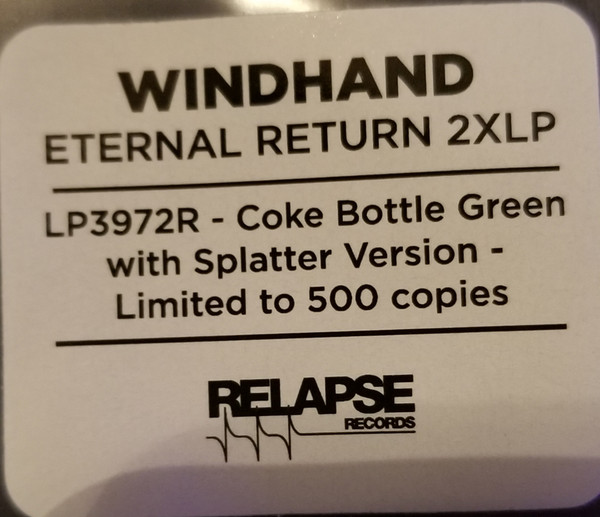 WINDHAND
ETERNAL RETURN 2XLP
LP3972R - Coke Bottle Green
with Splatter Version -
Limited to 500 copies
RELAPSE
RECORDS